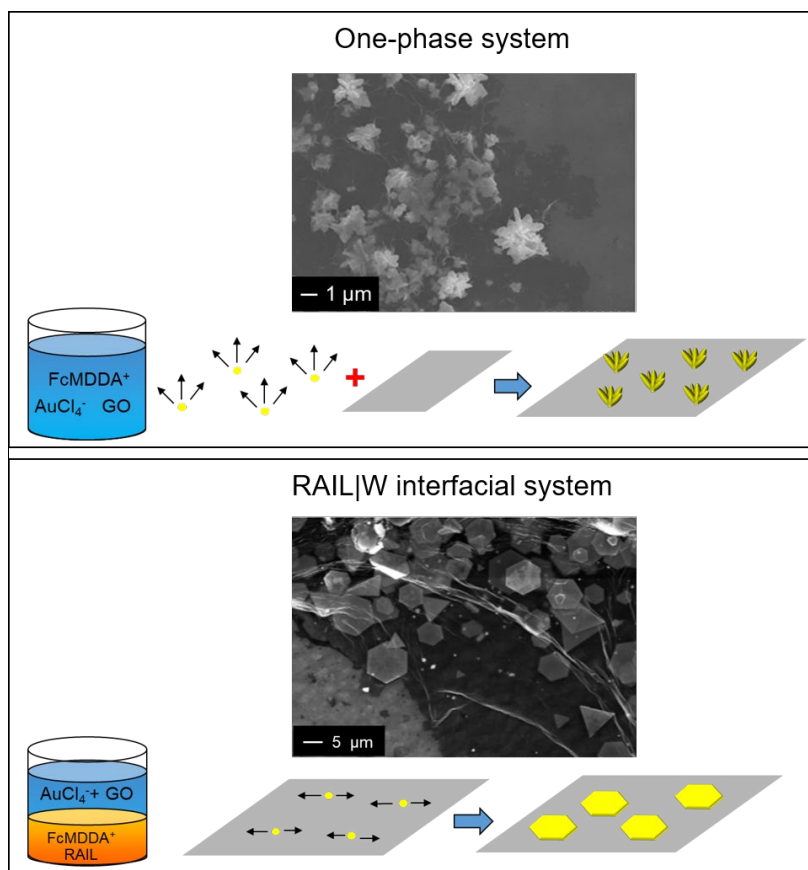 One-phase system
1 µm
FcMDDA⁺
AuCl₄⁻ GO
+
RAIL|W interfacial system
5 µm
AuCl₄⁻+ GO
FcMDDA⁺
RAIL